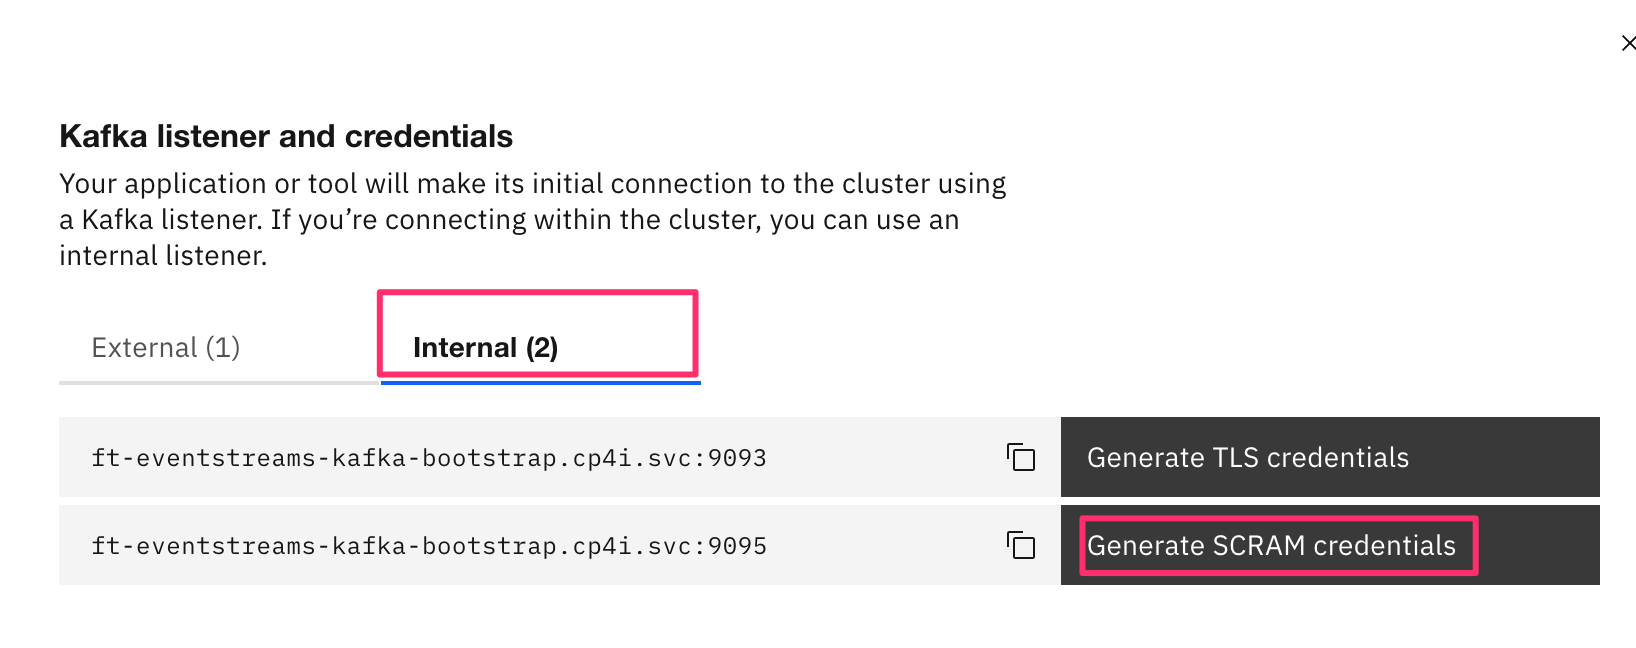 Kafka listener and credentials
Your application or tool will make its initial connection to the cluster using
a Kafka listener. If you’re connecting within the cluster, you can use an
internal listener.
External (1)
Internal (2)
ft-eventstreams-kafka-bootstrap.cp4i.svc:9093
Generate TLS credentials
ft-eventstreams-kafka-bootstrap.cp4i.svc:9095
Generate SCRAM credentials